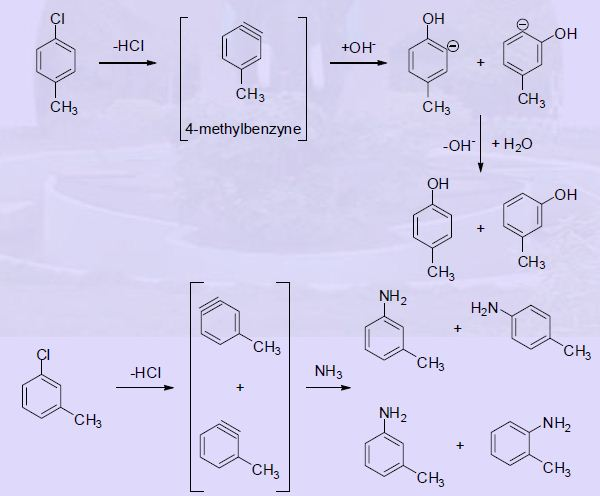 Cl
CH3
-HCl
CH3
4-methylbenzyne
+OH-
OH
⊖
CH3
+
⊖
OH
CH3
-OH-
+ H2O
OH
CH3
+
OH
CH3
Cl
CH3
-HCl
CH3
+
CH3
NH3
NH2
CH3
+
H2N
CH3
NH2
CH3
+
NH2
CH3